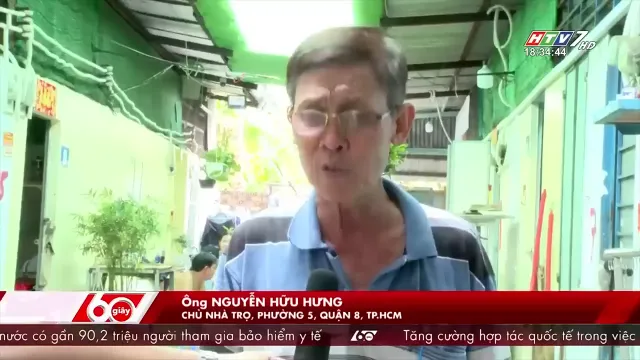 HTV7 HD
18:34:44
60 giây
Ông NGUYỄN HỮU HƯNG
CHỦ NHÀ TRỌ, PHƯỜNG 5, QUẬN 8, TP.HCM
nước có gần 90,2 triệu người tham gia bảo hiểm y tế 60 giây Tăng cường hợp tác quốc tế trong việc